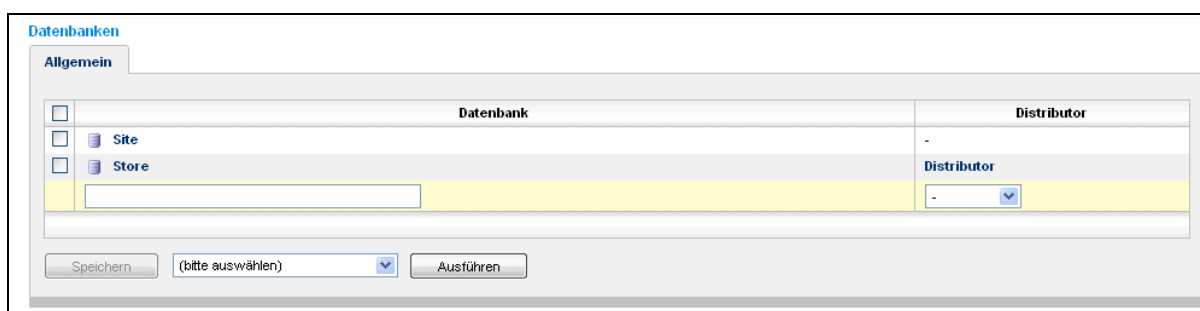 Datenbanken
Allgemein
Datenbank Distributor
Site -
Store Distributor
-
Speichern (bitte auswählen) Ausführen